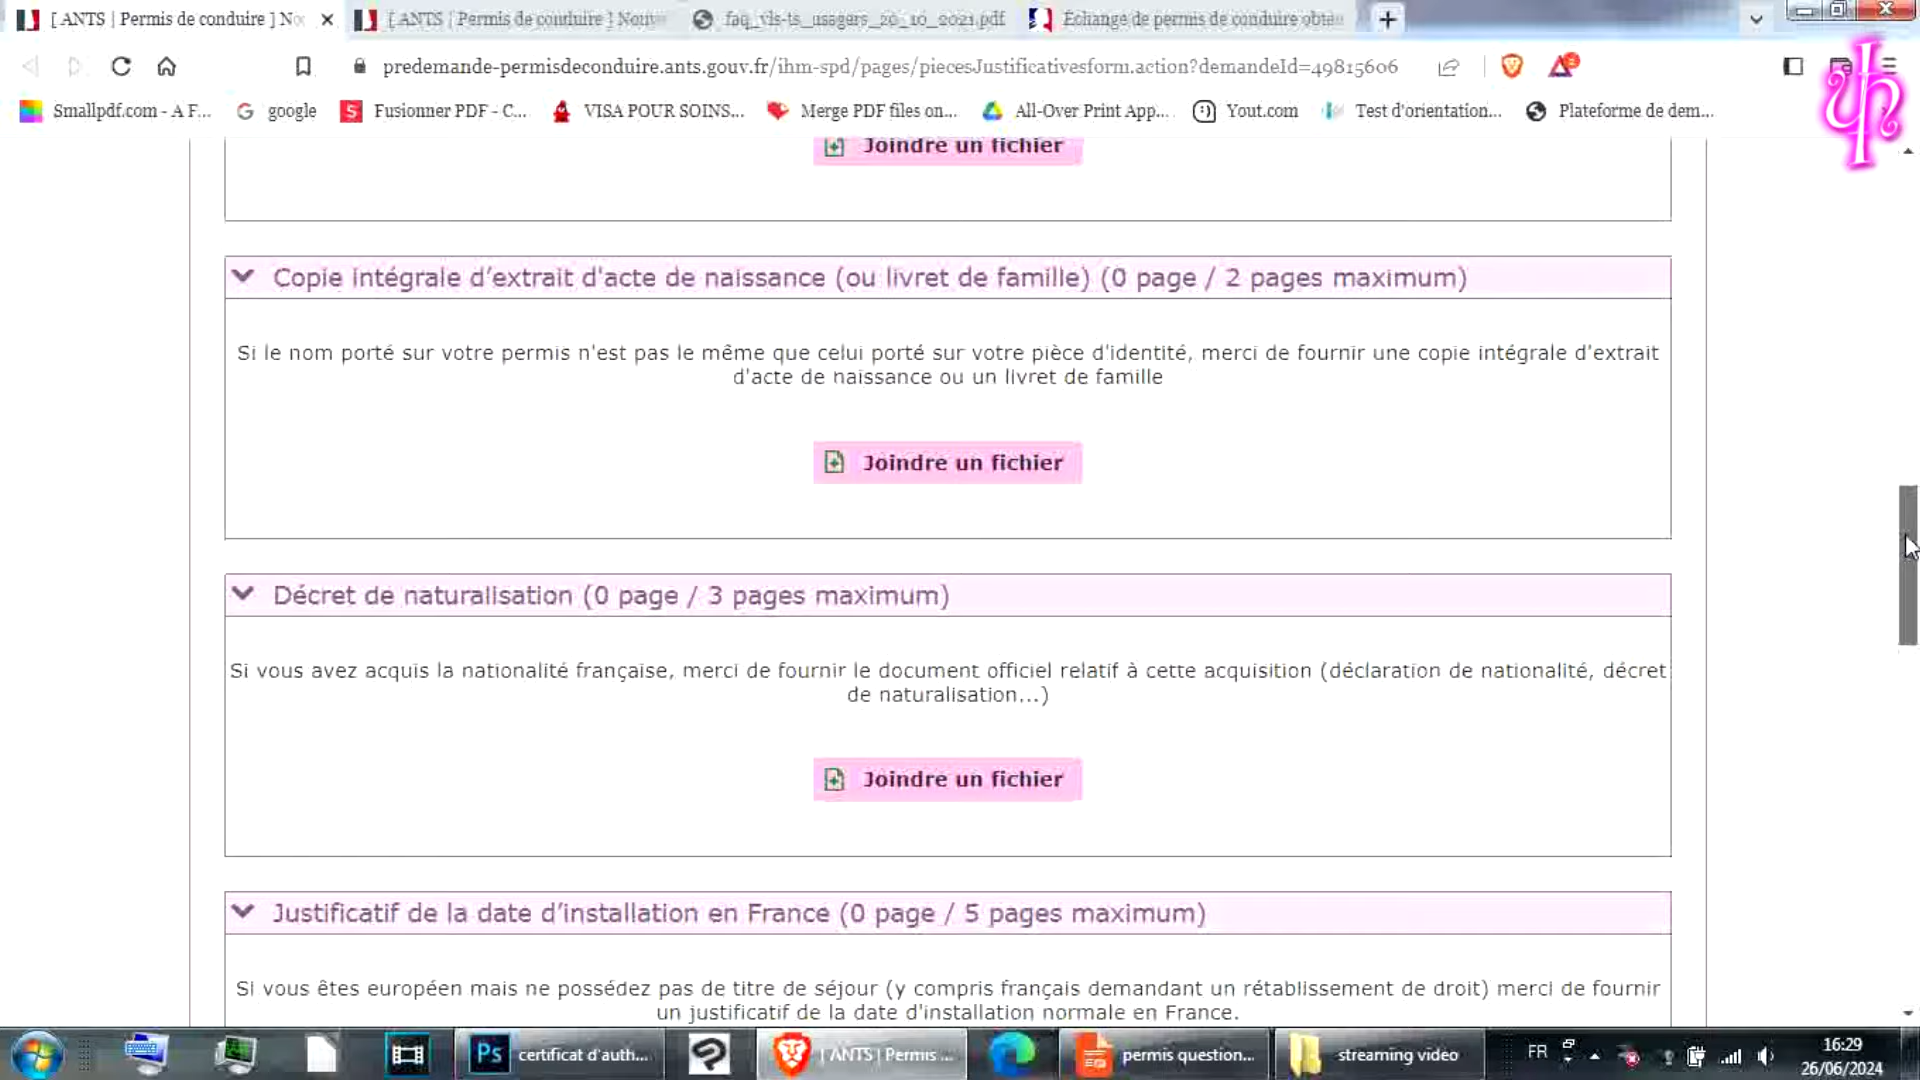 [ ANTS | Permis de conduire ] No
[ ANTS | Permis de conduire ] Nouv
faq_vls-ts_usagers_20_10_2021.pdf
Échange de permis de conduire obte
predemande-permisdeconduire.ants.gouv.fr/ihm-spd/pages/piecesJustificativesform.action?demandeId=49815606
Smallpdf.com - A F...
google
Fusionner PDF - C...
VISA POUR SOINS...
Merge PDF files on...
All-Over Print App...
Yout.com
Test d'orientation...
Plateforme de dem...
Joindre un fichier
Copie intégrale d'extrait d'acte de naissance (ou livret de famille) (0 page / 2 pages maximum)
Si le nom porté sur votre permis n'est pas le même que celui porté sur votre pièce d'identité, merci de fournir une copie intégrale d'extrait
d'acte de naissance ou un livret de famille
Joindre un fichier
Décret de naturalisation (0 page / 3 pages maximum)
Si vous avez acquis la nationalité française, merci de fournir le document officiel relatif à cette acquisition (déclaration de nationalité, décret
de naturalisation...)
Joindre un fichier
Justificatif de la date d'installation en France (0 page / 5 pages maximum)
Si vous êtes européen mais ne possédez pas de titre de séjour (y compris français demandant un rétablissement de droit) merci de fournir
un justificatif de la date d'installation normale en France.
Ps
certificat d'auth...
[ ANTS | Permis ...
permis question...
streaming video
FR
16:29
26/06/2024